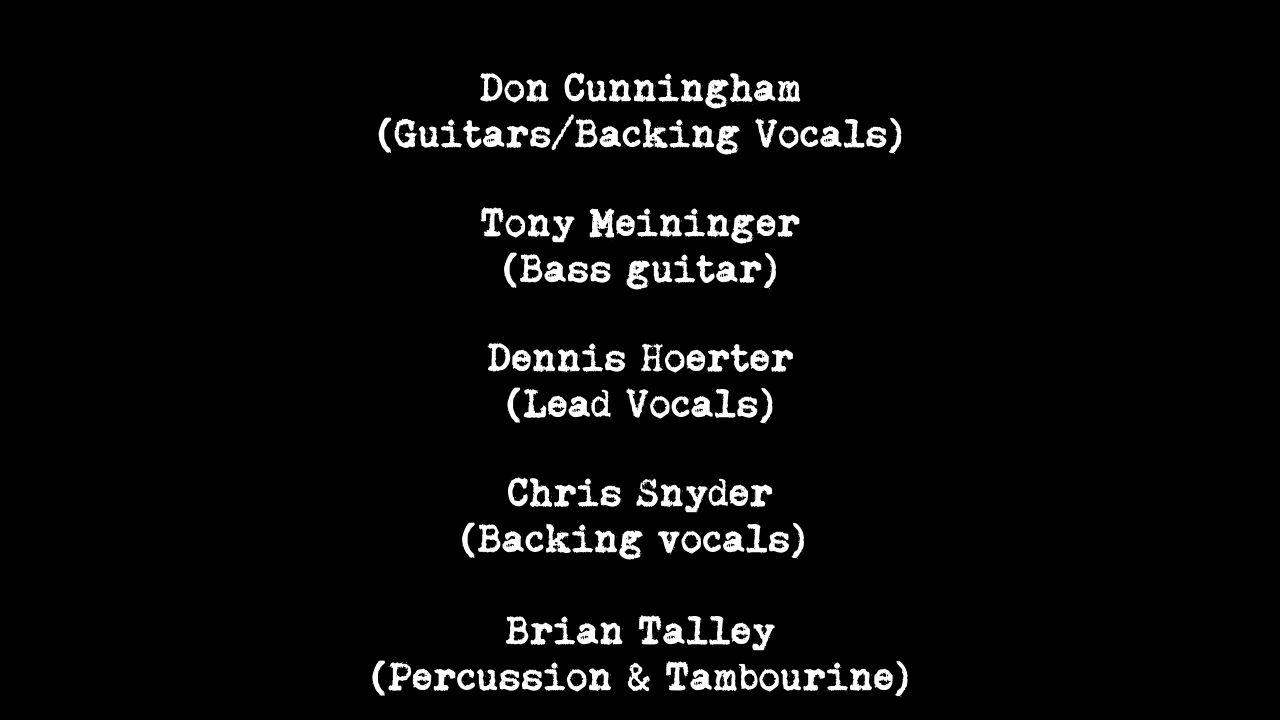 Don Cunningham
(Guitars/Backing Vocals)
Tony Meininger
(Bass guitar)
Dennis Hoerter
(Lead Vocals)
Chris Snyder
(Backing vocals)
Brian Talley
(Percussion & Tambourine)